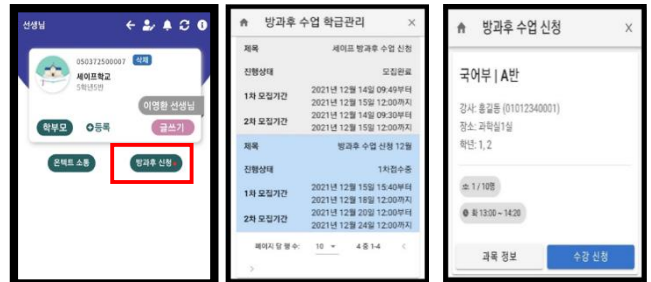 선생님
050372500007 삭제
세이프학교
5학년5반
이영환 선생님
학부모 등록 글쓰기
온택트 소통 방과후 신청
방과후 수업 학급관리 ×
제목 세이프 방과후 수업 신청
진행상태 모집완료
1차 모집기간 2021년 12월 14일 09:49부터
2021년 12월 15일 12:00까지
2차 모집기간 2021년 12월 14일 09:30부터
2021년 12월 15일 12:00까지
제목 방과후 수업 신청 12월
진행상태 1차접수중
1차 모집기간 2021년 12월 15일 15:40부터
2021년 12월 18일 12:00까지
2차 모집기간 2021년 12월 20일 12:00부터
2021년 12월 24일 12:00까지
페이지 당 행 수: 10 4 중 1-4 <
>
방과후 수업 신청 X
국어부 | A반
강사: 홍길동 (01012340001)
장소: 과학실1실
학년: 1, 2
1 / 10명
화 13:00 ~ 14:20
과목 정보 수강 신청